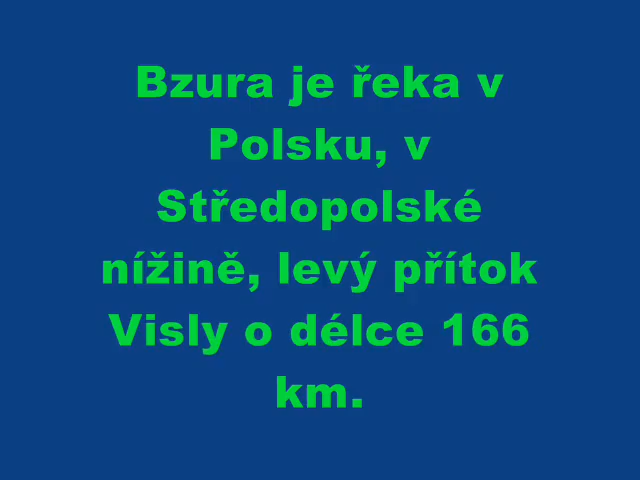 Bzura je řeka v
Polsku, v
Středopolské
nížině, levý přítok
Visly o délce 166
km.